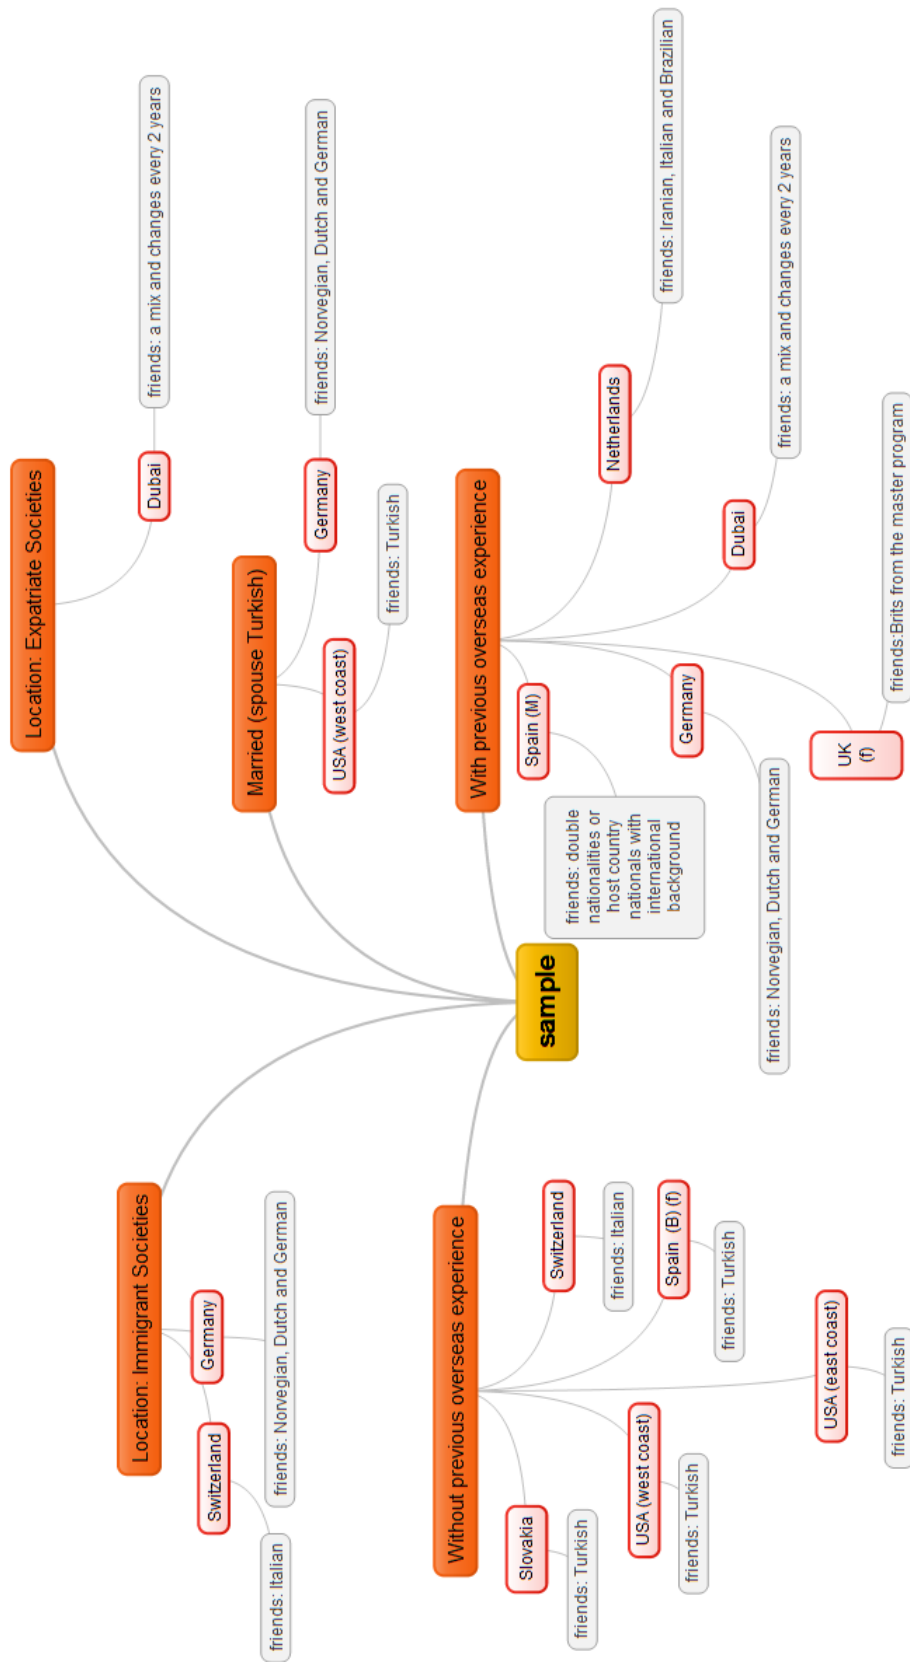 Location: Immigrant Societies
Germany
friends: Norvegian, Dutch and German
Switzerland
friends: Italian
Location: Expatriate Societies
Dubai
friends: a mix and changes every 2 years
Married (spouse Turkish)
Germany
friends: Norvegian, Dutch and German
USA (west coast)
friends: Turkish
sample
Without previous overseas experience
Slovakia
friends: Turkish
Switzerland
friends: Italian
USA (west coast)
friends: Turkish
Spain (B) (f)
friends: Turkish
USA (east coast)
friends: Turkish
With previous overseas experience
Spain (M)
friends: double
nationalities or
host country
nationals with
international
background
Netherlands
friends: Iranian, Italian and Brazilian
Germany
friends: Norvegian, Dutch and German
Dubai
friends: a mix and changes every 2 years
UK
(f)
friends:Brits from the master program